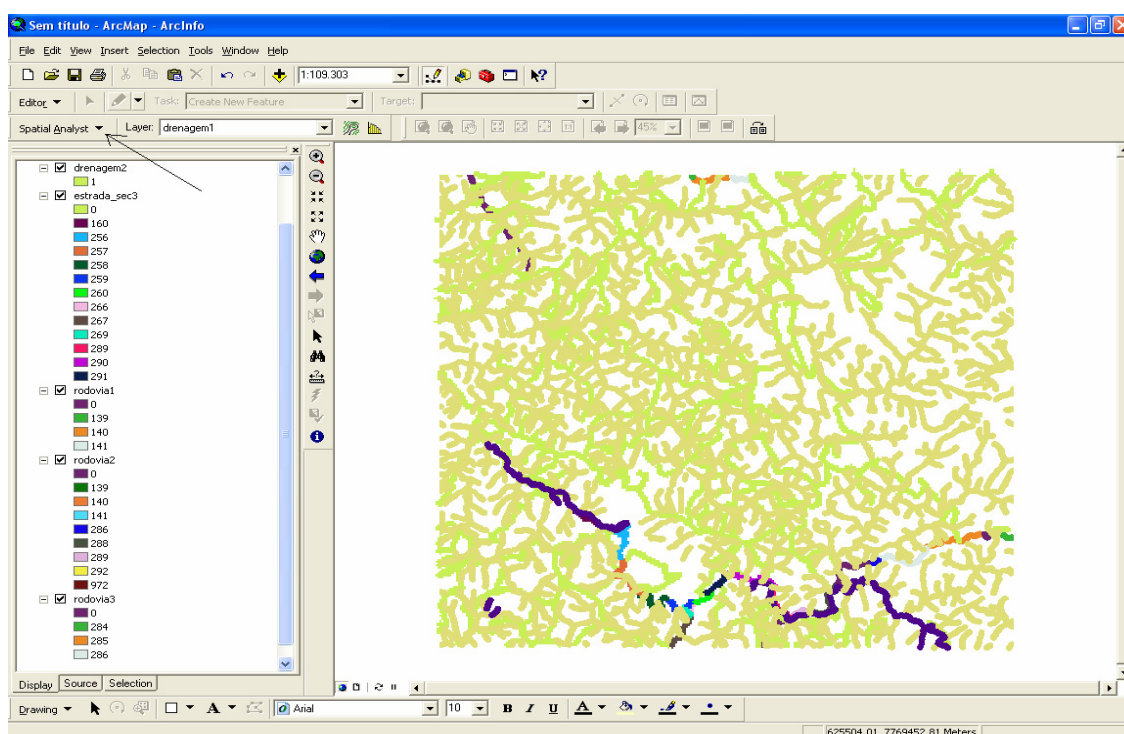 Sem título - ArcMap - ArcInfo
File Edit View Insert Selection Tools Window Help
1:109.303
Editor Task: Create New Feature Target:
Spatial Analyst Layer: drenagem1 45%
drenagem2
1
estrada_sec3
0
160
256
257
258
259
260
266
267
269
289
290
291
rodovia1
0
139
140
141
rodovia2
0
139
140
141
286
288
289
292
972
rodovia3
0
284
285
286
Display Source Selection
Drawing A Arial 10 B I U A
625504,01 7769452,81 Meters